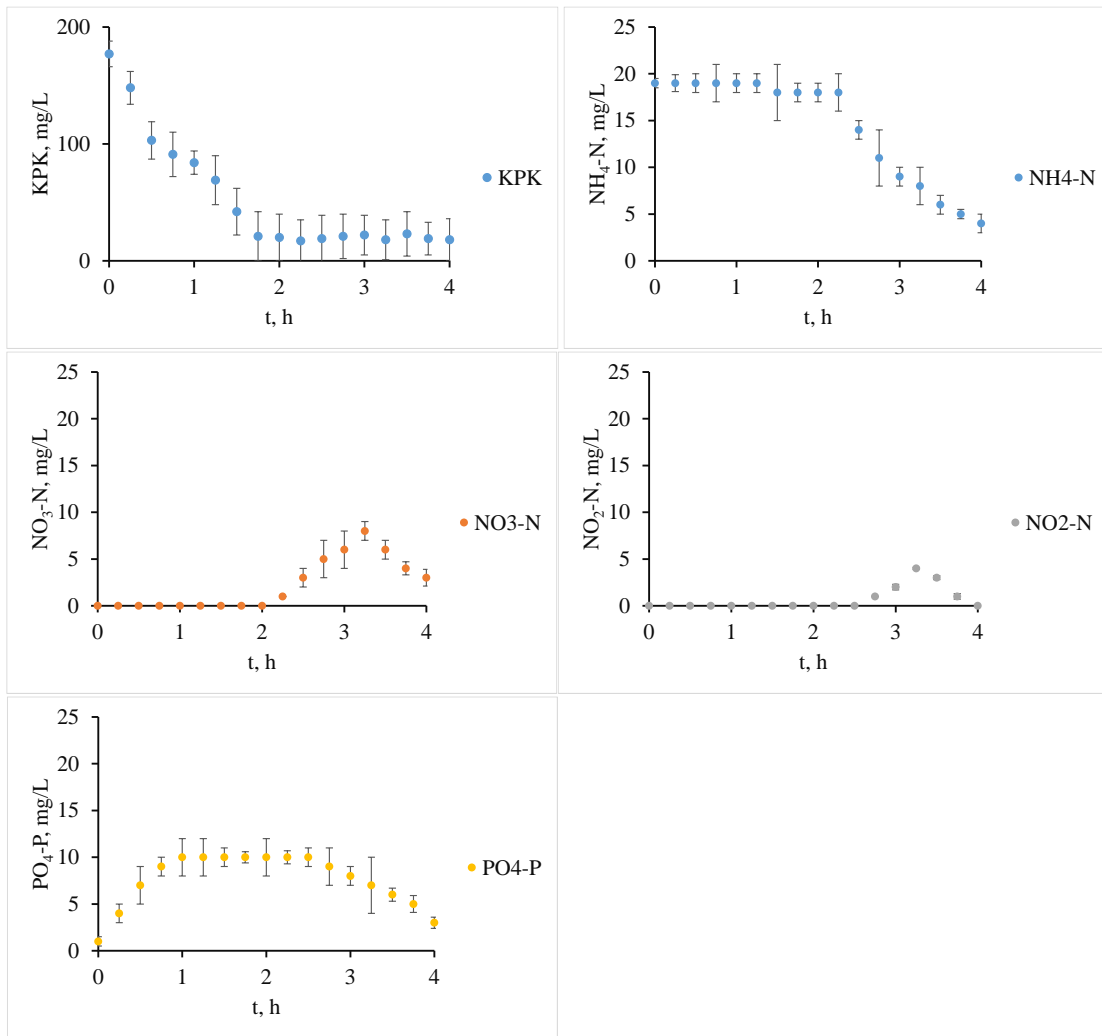 200
100
0
KPK, mg/L
0 1 2 3 4
t, h
KPK
25
20
15
10
5
0
NH₄-N, mg/L
0 1 2 3 4
t, h
NH4-N
25
20
15
10
5
0
NO₃-N, mg/L
0 1 2 3 4
t, h
NO3-N
25
20
15
10
5
0
NO₂-N, mg/L
0 1 2 3 4
t, h
NO2-N
25
20
15
10
5
0
PO₄-P, mg/L
0 1 2 3 4
t, h
PO4-P